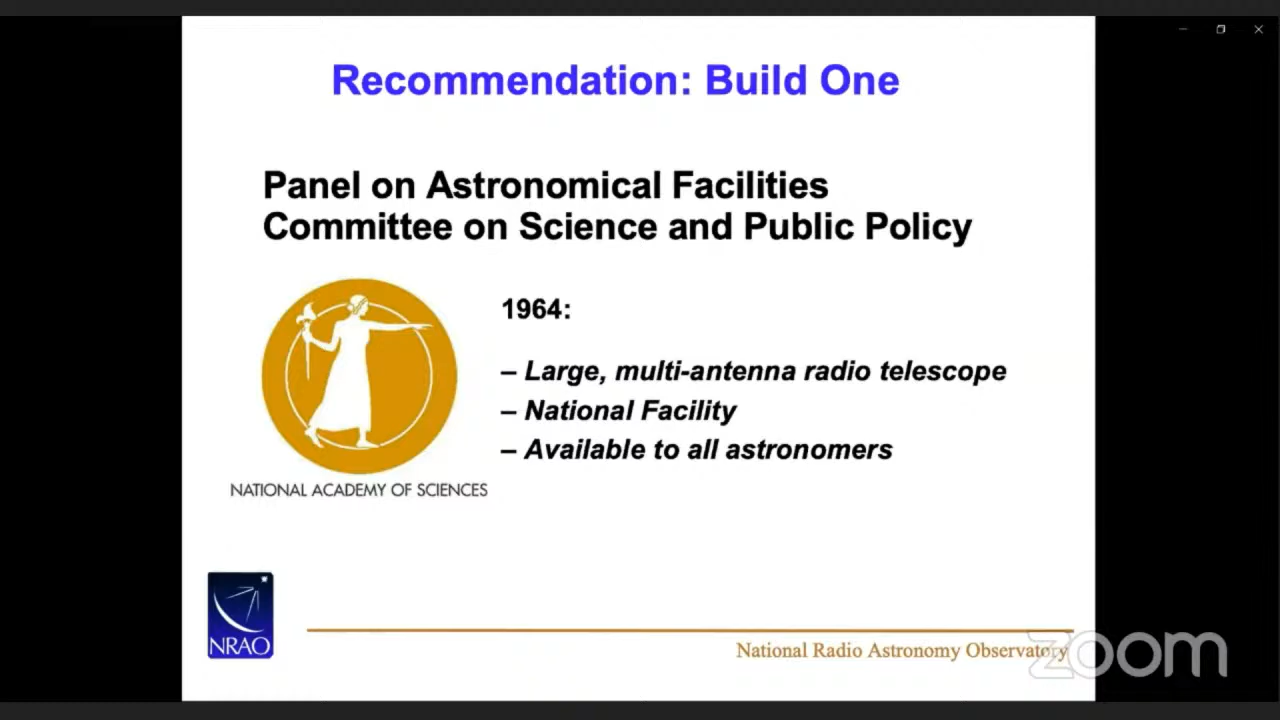 Recommendation: Build One
Panel on Astronomical Facilities
Committee on Science and Public Policy
1964:
– Large, multi-antenna radio telescope
– National Facility
– Available to all astronomers
NATIONAL ACADEMY OF SCIENCES
NRAO
National Radio Astronomy Observatory
zoom